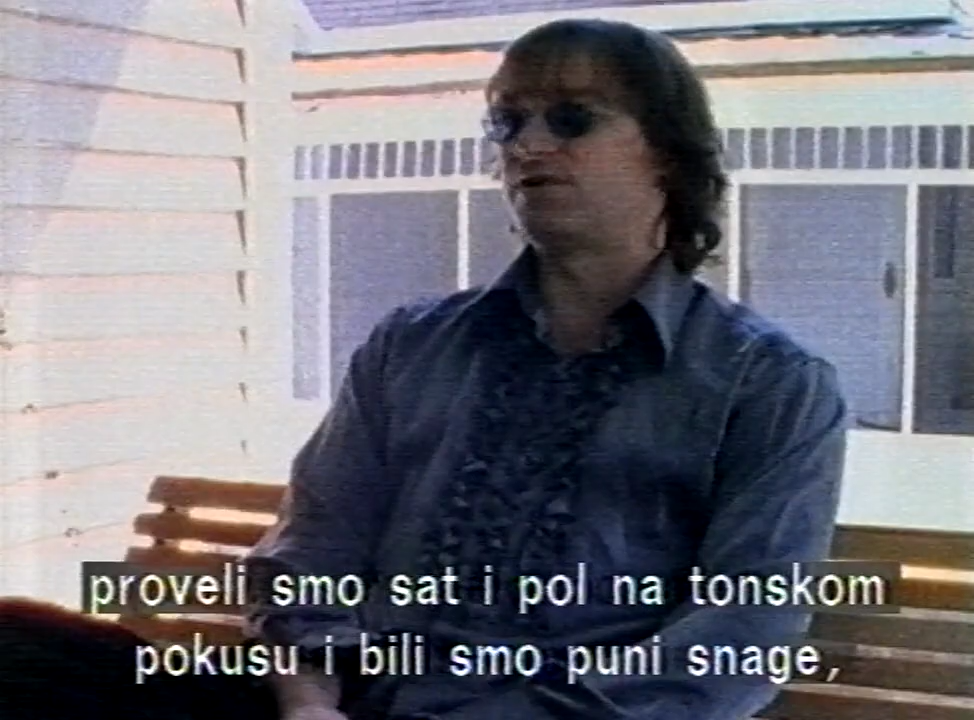 proveli smo sat i pol na tonskom
pokusu i bili smo puni snage,